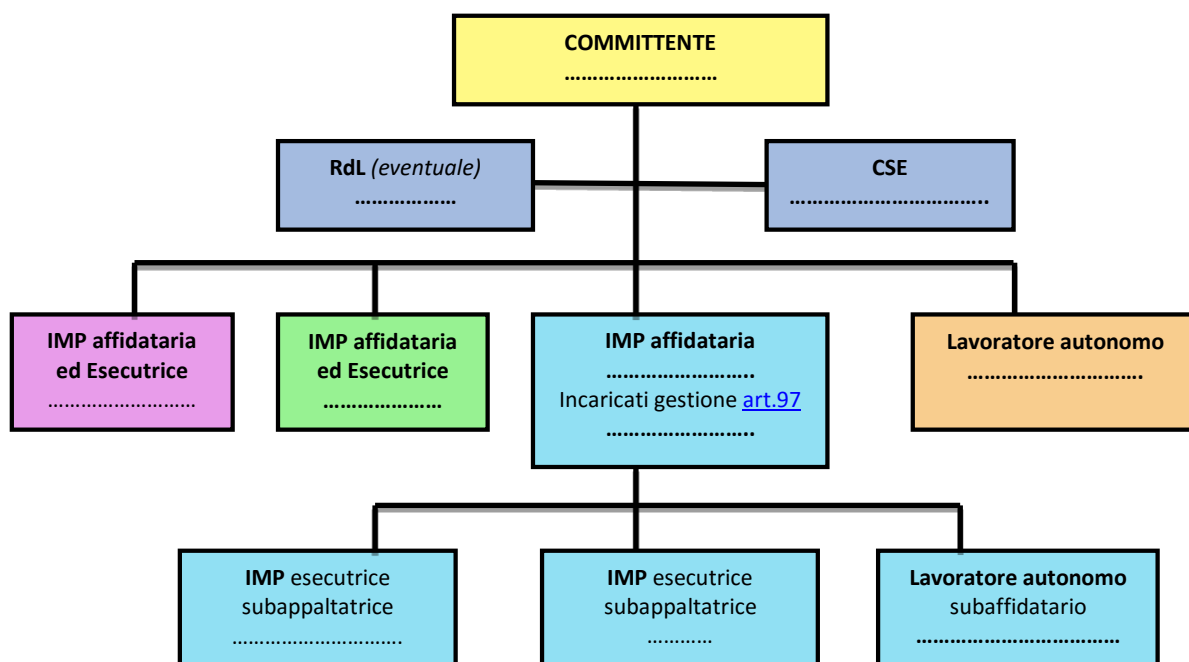 COMMITTENTE
……………………
RdL (eventuale)
………………
CSE
…………………………….
IMP affidataria
ed Esecutrice
………………………
IMP affidataria
ed Esecutrice
…………………
IMP affidataria
……………………..
Incaricati gestione art.97
……………………..
Lavoratore autonomo
………………………….
IMP esecutrice
subappaltatrice
………………………….
IMP esecutrice
subappaltatrice
…………
Lavoratore autonomo
subaffidatario
………………………………